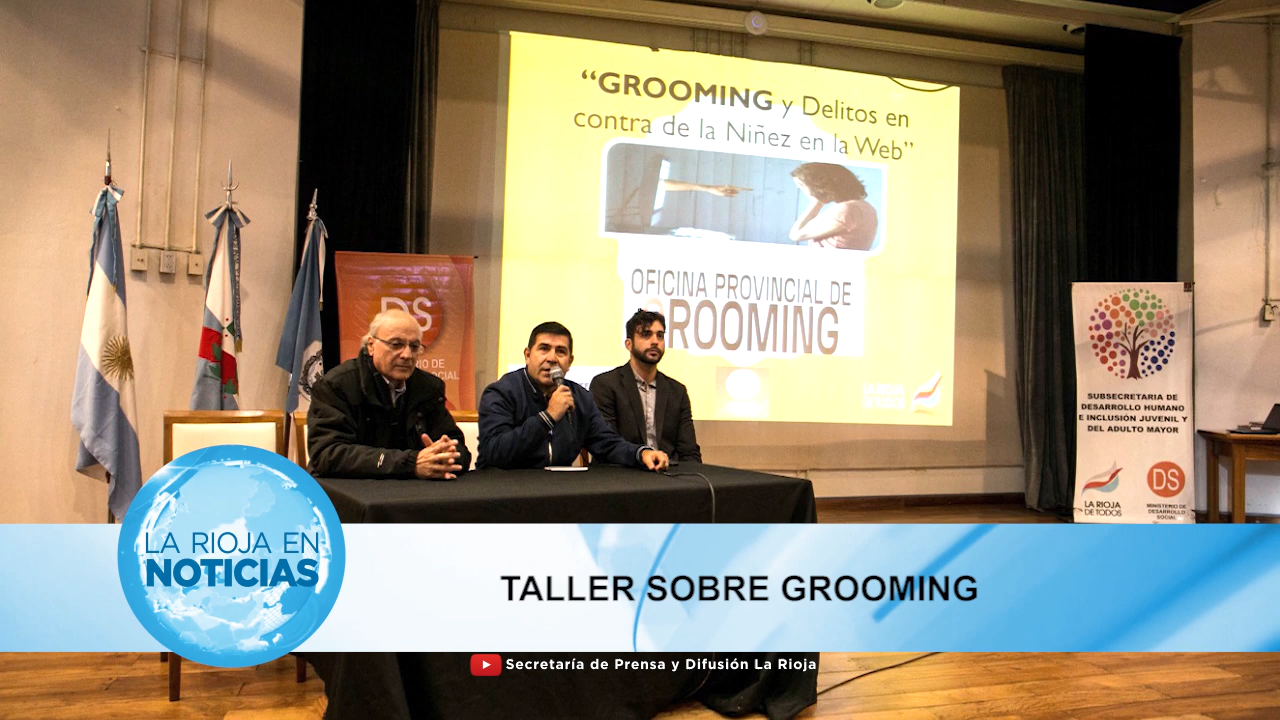 “GROOMING y Delitos en
contra de la Niñez en la Web”
OFICINA PROVINCIAL DE
GROOMING
DS
SUBSECRETARIA DE
DESARROLLO HUMANO
E INCLUSIÓN JUVENIL Y
DEL ADULTO MAYOR
LA RIOJA
DE TODOS
DS
MINISTERIO DE
DESARROLLO
SOCIAL
LA RIOJA EN
NOTICIAS
TALLER SOBRE GROOMING
Secretaría de Prensa y Difusión La Rioja